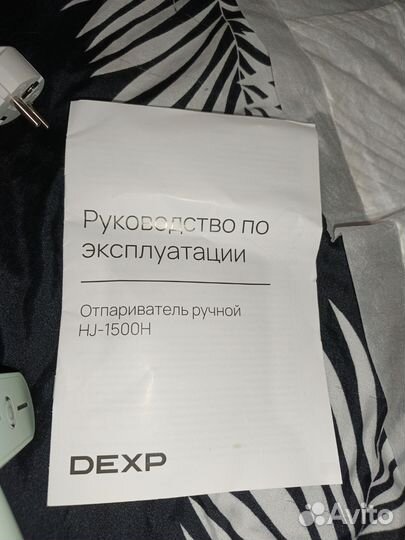 Руководство по
эксплуатации
Отпариватель ручной
HJ-1500H
DEXP
Avito